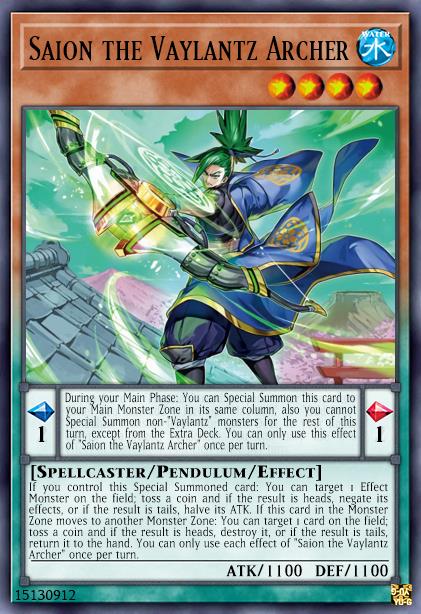 SAION THE VAYLANTZ ARCHER
WATER
水
During your Main Phase: You can Special Summon this card to
your Main Monster Zone in its same column, also you cannot
Special Summon non-"Vaylantz" monsters for the rest of this
turn, except from the Extra Deck. You can only use this effect
of "Saion the Vaylantz Archer" once per turn.
1
1
[SPELLCASTER/PENDULUM/EFFECT]
If you control this Special Summoned card: You can target 1 Effect
Monster on the field; toss a coin and if the result is heads, negate its
effects, or if the result is tails, halve its ATK. If this card in the Monster
Zone moves to another Monster Zone: You can target 1 card on the field;
toss a coin and if the result is heads, destroy it, or if the result is tails,
return it to the hand. You can only use each effect of "Saion the Vaylantz
Archer" once per turn.
ATK/1100 DEF/1100
15130912